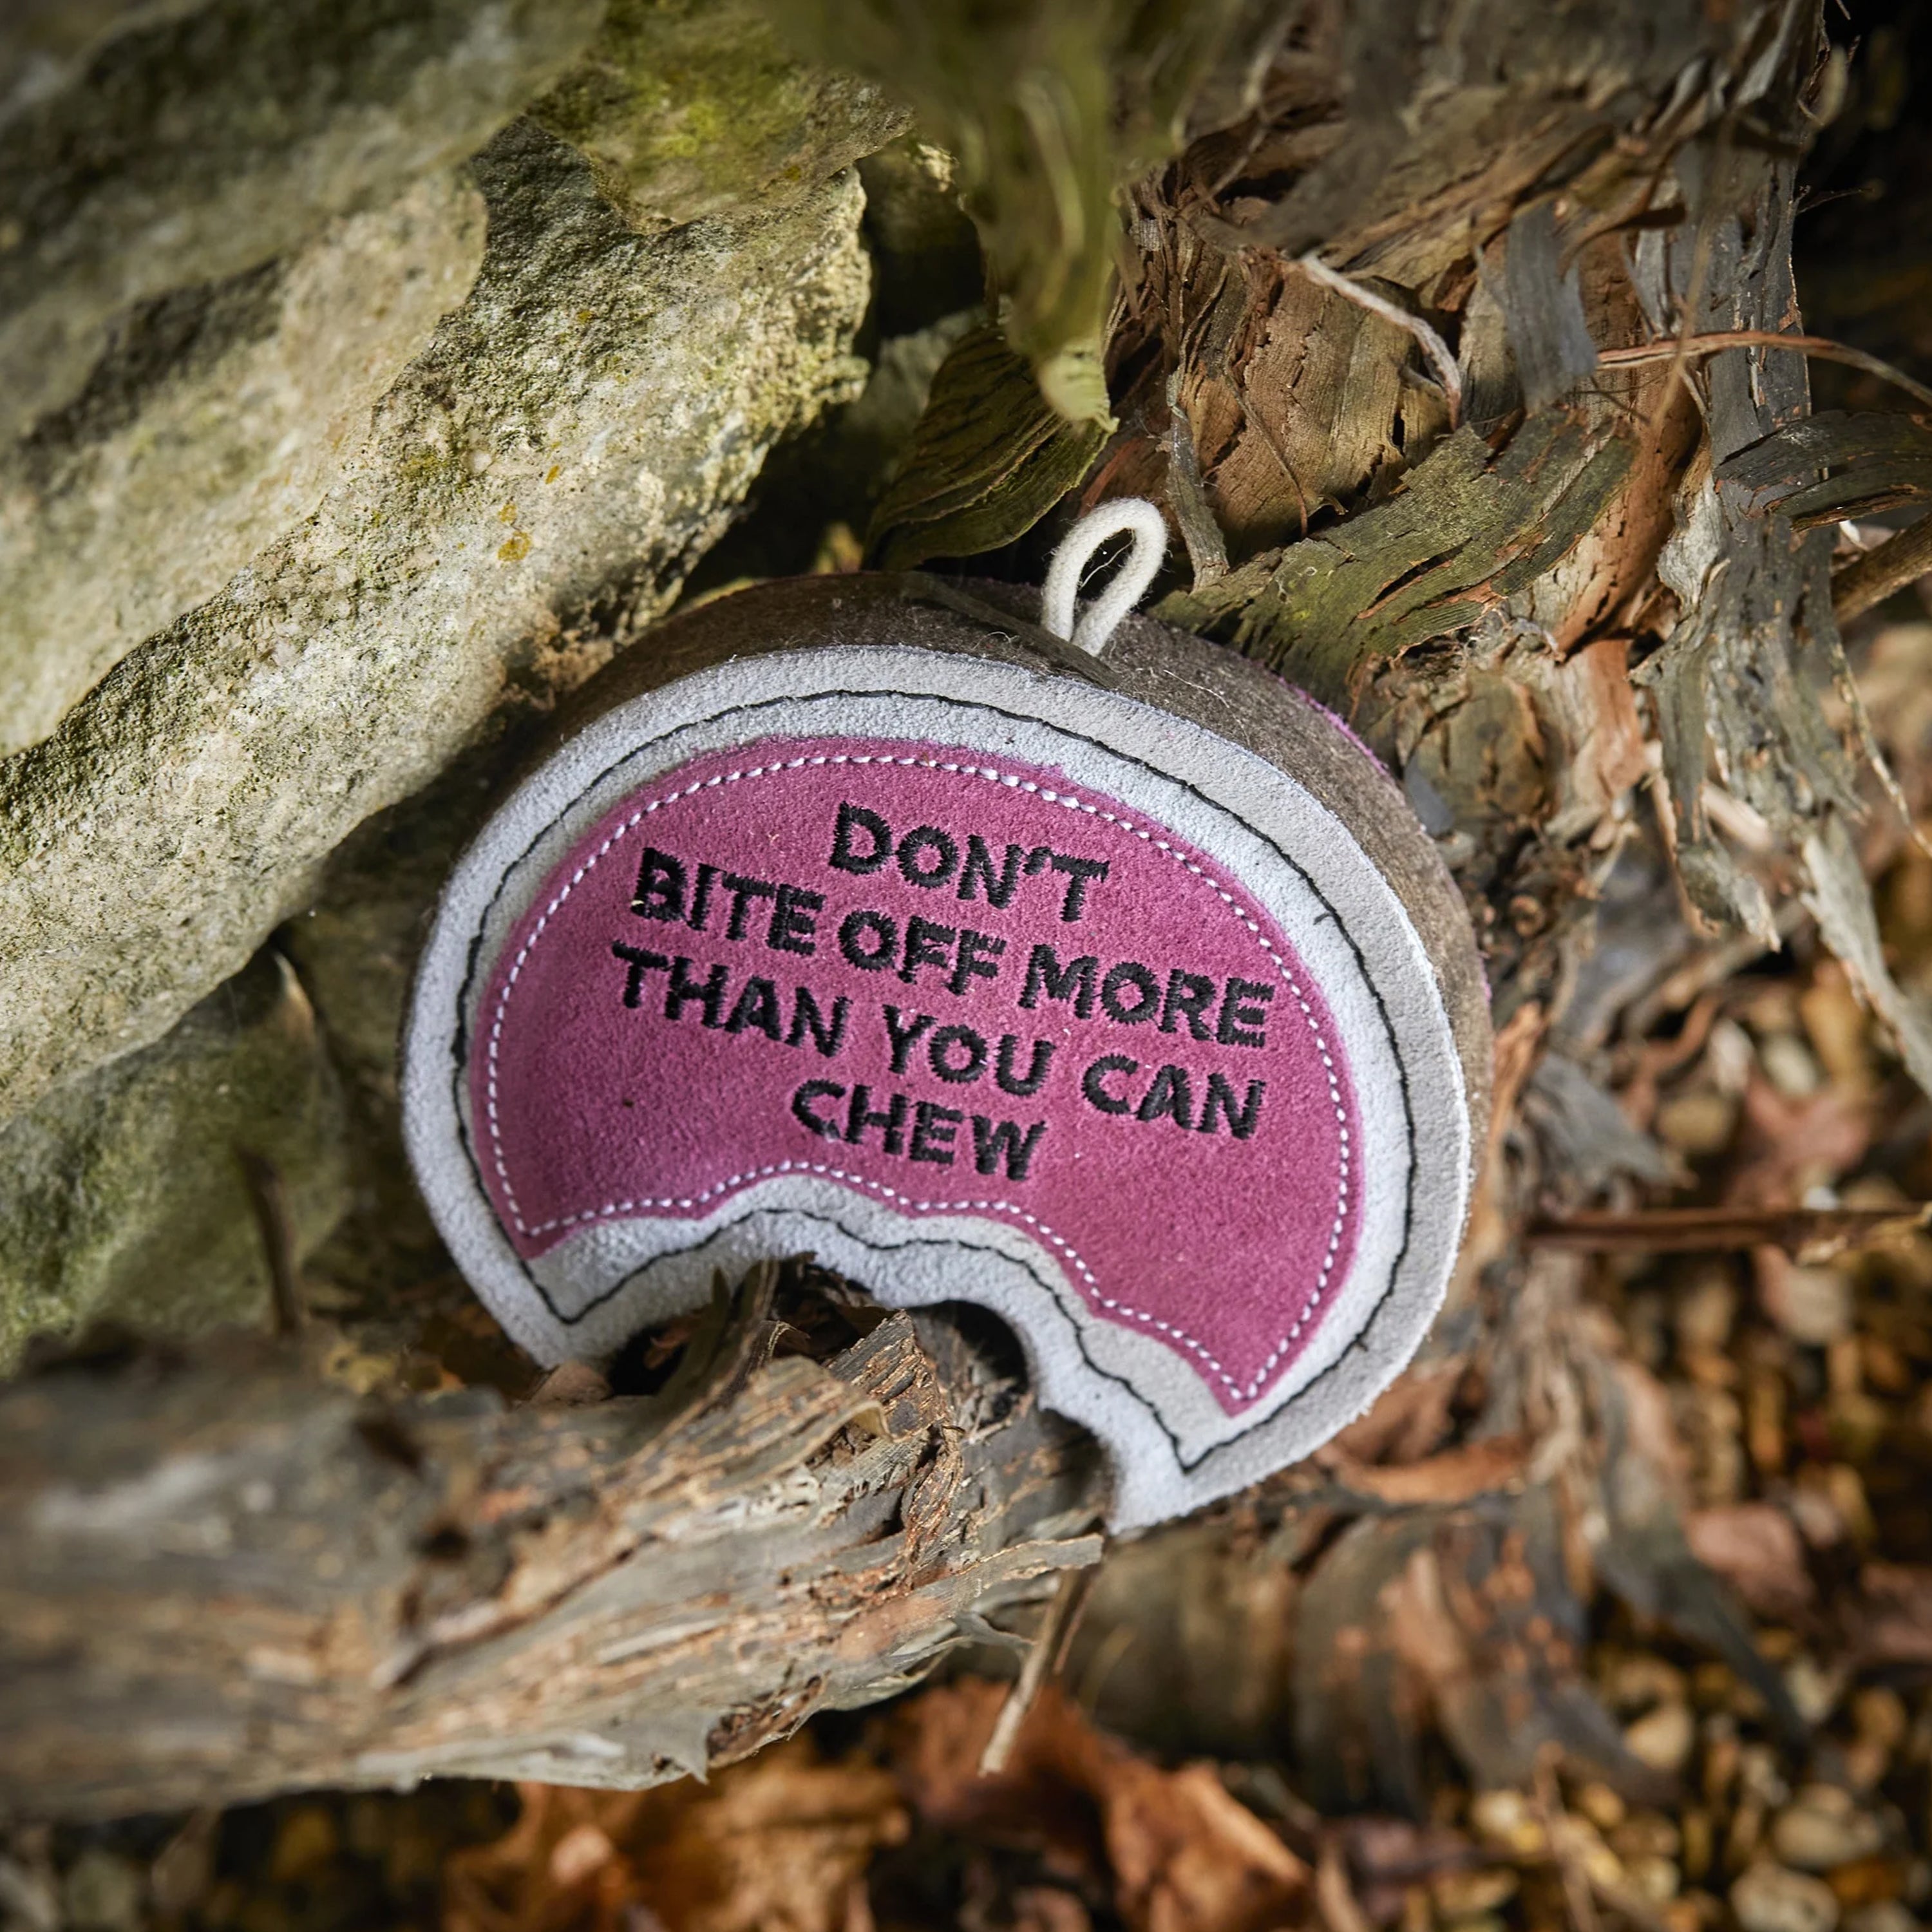 DON'T
BITE OFF MORE
THAN YOU CAN
CHEW